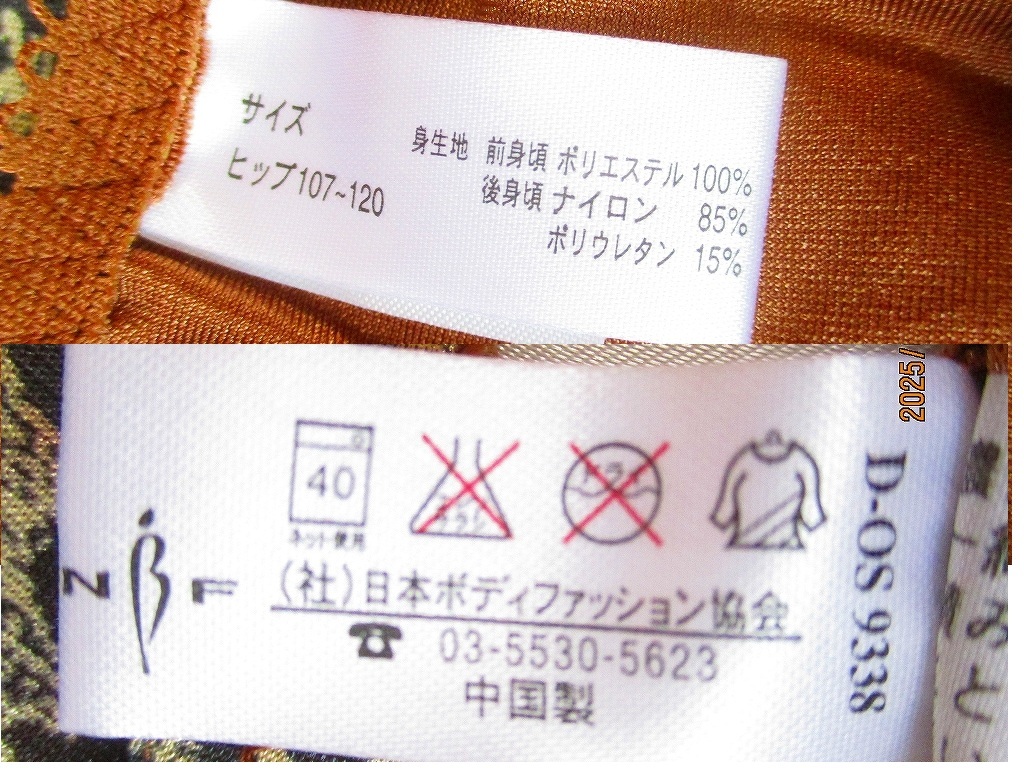 サイズ
ヒップ107~120
身生地 前身頃 ポリエステル 100%
後身頃 ナイロン 85%
ポリウレタン 15%
2025/
40
ネット使用
エンソ
サラシ
ドライ
(社)日本ボディファッション協会
03-5530-5623
中国製
D-OS 9338